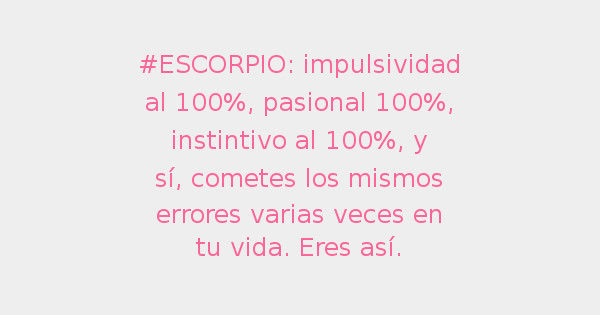 #ESCORPIO: impulsividad
al 100%, pasional 100%,
instintivo al 100%, y
sí, cometes los mismos
errores varias veces en
tu vida. Eres así.